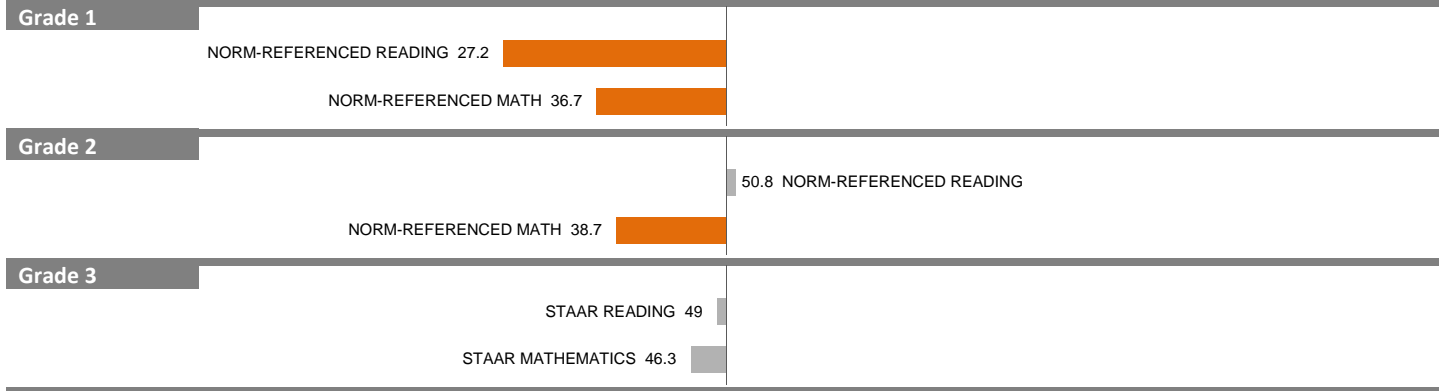 Grade 1
NORM-REFERENCED READING 27.2
NORM-REFERENCED MATH 36.7
Grade 2
50.8 NORM-REFERENCED READING
NORM-REFERENCED MATH 38.7
Grade 3
STAAR READING 49
STAAR MATHEMATICS 46.3